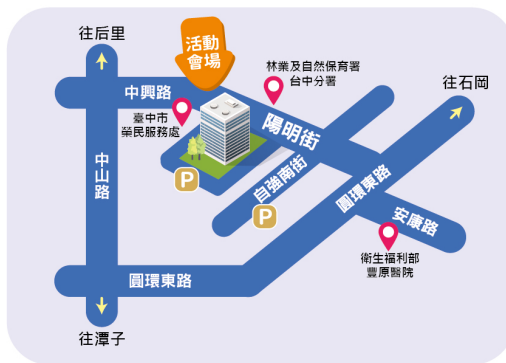 往后里
活動
會場
林業及自然保育署
台中分署
往石岡
中興路
臺中市
榮民服務處
陽明街
中山路
P
自強南街
P
圓環東路
安康路
衛生福利部
豐原醫院
圓環東路
往潭子